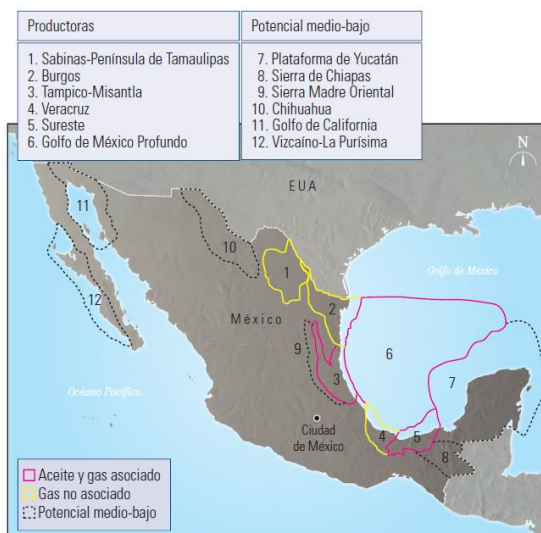 Productoras
1. Sabinas-Península de Tamaulipas
2. Burgos
3. Tampico-Misantla
4. Veracruz
5. Sureste
6. Golfo de México Profundo
Potencial medio-bajo
7. Plataforma de Yucatán
8. Sierra de Chiapas
9. Sierra Madre Oriental
10. Chihuahua
11. Golfo de California
12. Vizcaíno-La Purísima
N
EUA
11
10
1
Golfo de México
12
2
México
9
6
3
7
Océano Pacífico
Ciudad
de México
4
5
8
Aceite y gas asociado
Gas no asociado
Potencial medio-bajo